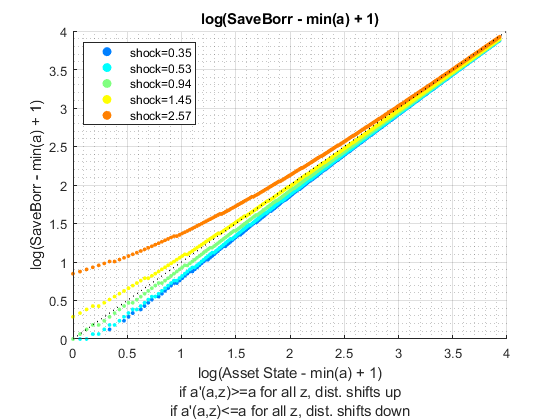 log(SaveBorr - min(a) + 1)
shock=0.35
shock=0.53
shock=0.94
shock=1.45
shock=2.57
log(SaveBorr - min(a) + 1)
4
3.5
3
2.5
2
1.5
1
0.5
0
0 0.5 1 1.5 2 2.5 3 3.5 4
log(Asset State - min(a) + 1)
if a'(a,z)>=a for all z, dist. shifts up
if a'(a,z)<=a for all z, dist. shifts down